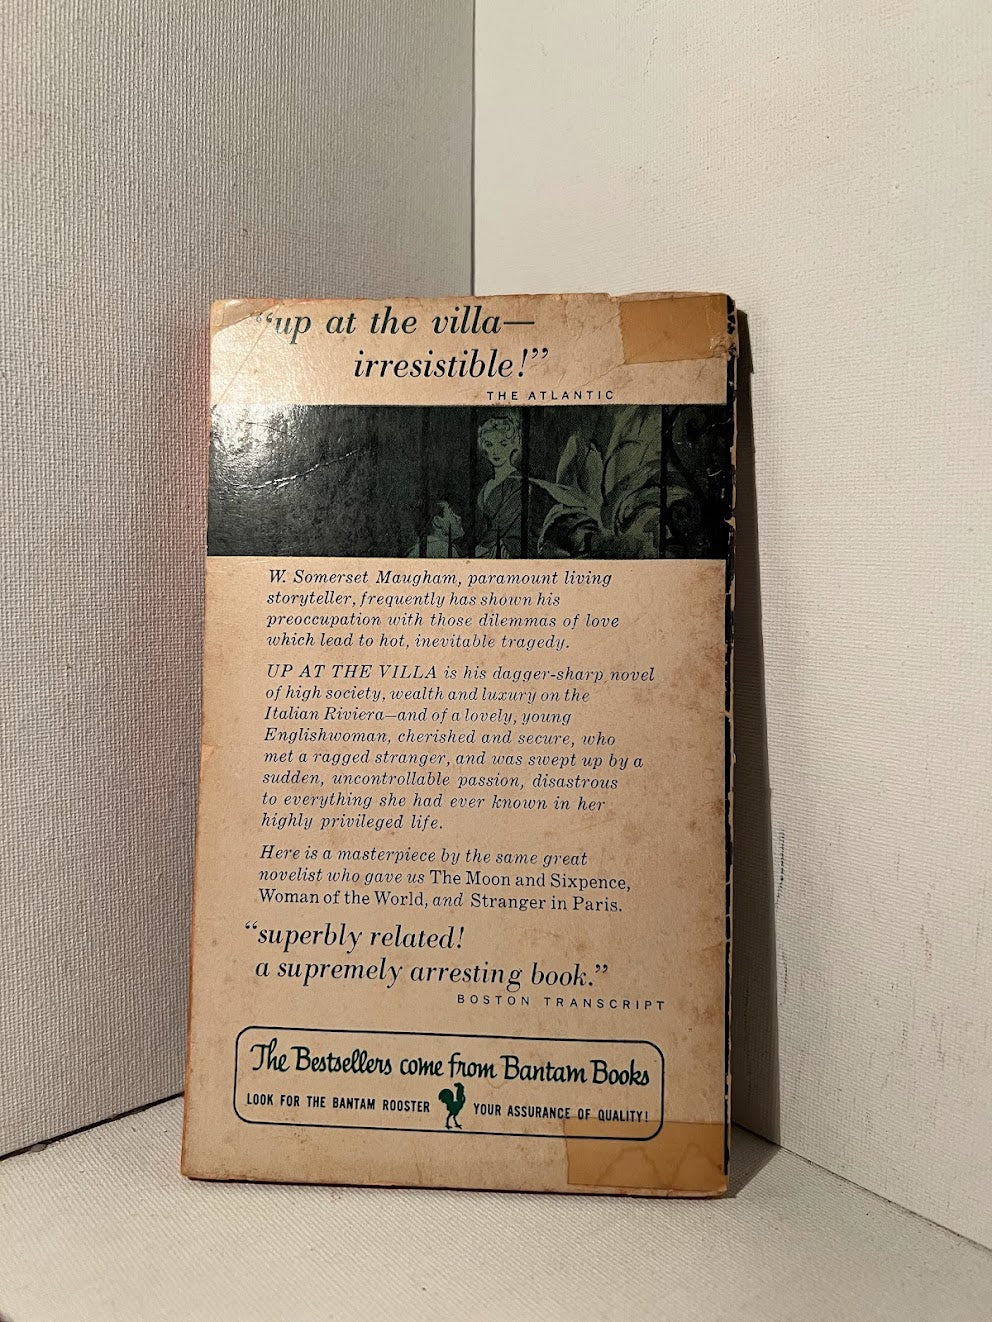 “up at the villa—
irresistible!”
THE ATLANTIC
W. Somerset Maugham, paramount living
storyteller, frequently has shown his
preoccupation with those dilemmas of love
which lead to hot, inevitable tragedy.
UP AT THE VILLA is his dagger-sharp novel
of high society, wealth and luxury on the
Italian Riviera—and of a lovely, young
Englishwoman, cherished and secure, who
met a ragged stranger, and was swept up by a
sudden, uncontrollable passion, disastrous
to everything she had ever known in her
highly privileged life.
Here is a masterpiece by the same great
novelist who gave us The Moon and Sixpence,
Woman of the World, and Stranger in Paris.
“superbly related!
a supremely arresting book.”
BOSTON TRANSCRIPT
The Bestsellers come from Bantam Books
LOOK FOR THE BANTAM ROOSTER YOUR ASSURANCE OF QUALITY!